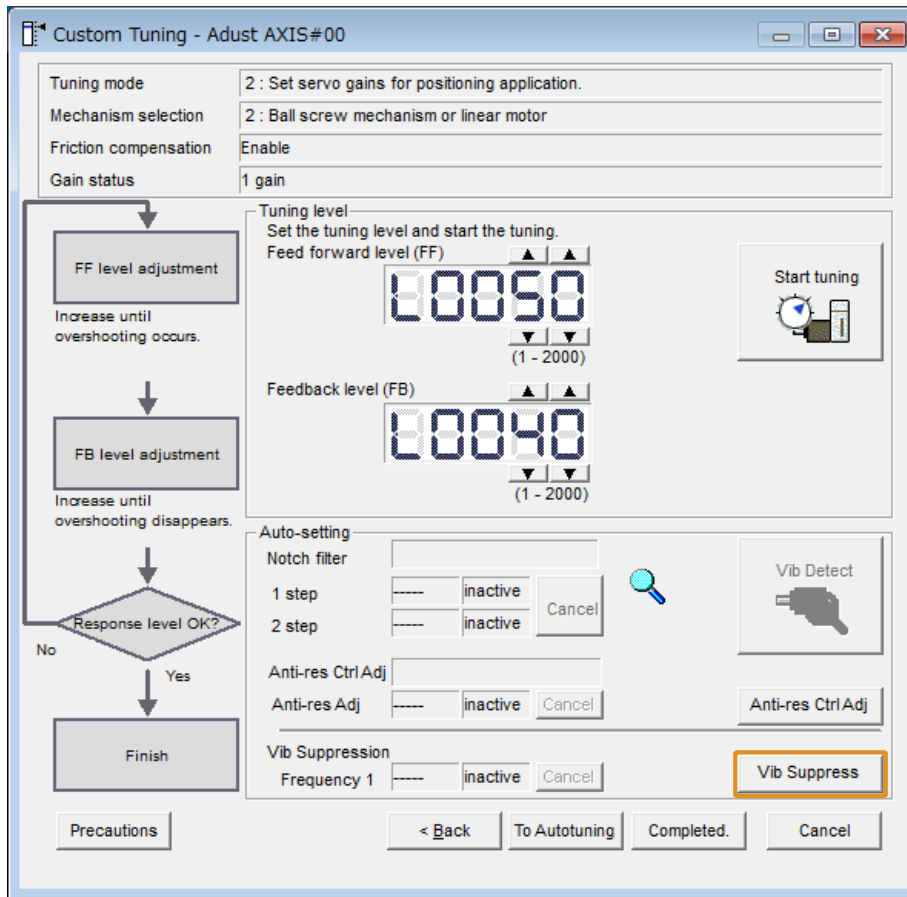 Custom Tuning - Adust AXIS#00
Tuning mode 2 : Set servo gains for positioning application.
Mechanism selection 2 : Ball screw mechanism or linear motor
Friction compensation Enable
Gain status 1 gain
FF level adjustment
Increase until
overshooting occurs.
FB level adjustment
Increase until
overshooting disappears.
Response level OK?
No
Yes
Finish
Tuning level
Set the tuning level and start the tuning.
Feed forward level (FF)
L0050
(1 - 2000)
Start tuning
Feedback level (FB)
L0040
(1 - 2000)
Auto-setting
Notch filter
1 step ----- inactive
2 step ----- inactive
Cancel
Vib Detect
Anti-res Ctrl Adj
Anti-res Adj ----- inactive Cancel
Anti-res Ctrl Adj
Vib Suppression
Frequency 1 ----- inactive Cancel
Vib Suppress
Precautions
< Back
To Autotuning
Completed.
Cancel